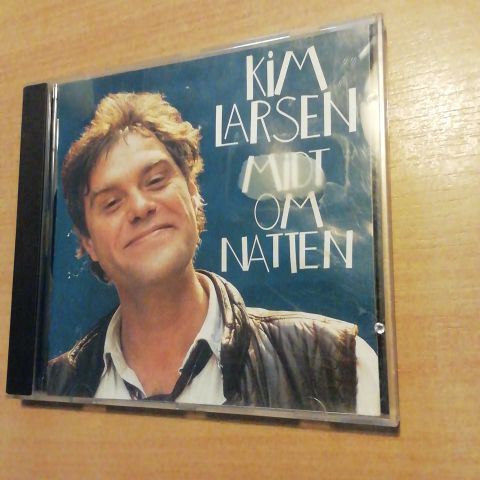 KiM
LARSEN
MiDT
OM
NATTEN